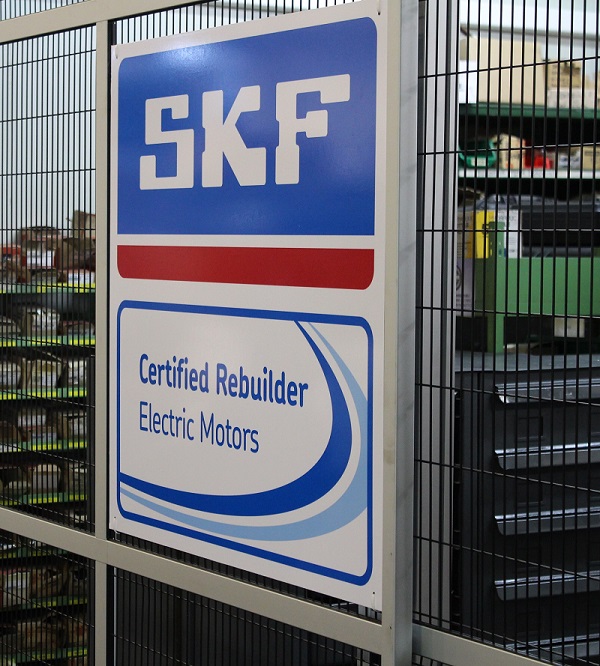 SKF
Certified Rebuilder
Electric Motors